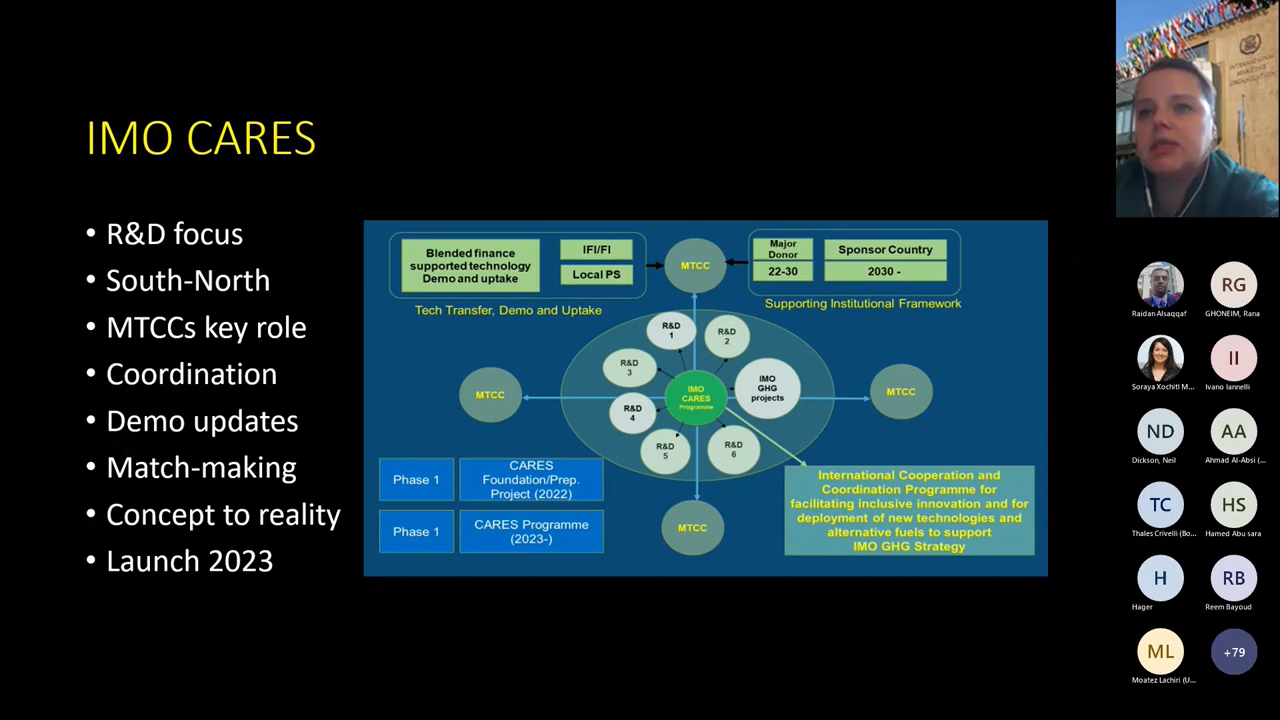 IMO CARES
• R&D focus
• South-North
• MTCCs key role
• Coordination
• Demo updates
• Match-making
• Concept to reality
• Launch 2023
Blended finance
supported technology
Demo and uptake
IFI/FI
Local PS
Tech Transfer, Demo and Uptake
MTCC
Major
Donor
22-30
Sponsor Country
2030 -
Supporting Institutional Framework
R&D
1
R&D
2
R&D
3
IMO
GHG
projects
R&D
4
IMO
CARES
Programme
R&D
5
R&D
6
MTCC
MTCC
MTCC
Phase 1
CARES
Foundation/Prep.
Project (2022)
Phase 1
CARES Programme
(2023-)
International Cooperation and
Coordination Programme for
facilitating inclusive innovation and for
deployment of new technologies and
alternative fuels to support
IMO GHG Strategy
INTERNATIONAL
MARITIME
ORGANIZATION
Raidan Alsaqqaf
RG
GHONEIM, Rana
Soraya Xochitl M...
II
Ivano Iannelli
ND
Dickson, Neil
AA
Ahmad Al-Absi (...
TC
Thales Crivelli (Bo...
HS
Hamed Abu sara
H
Hager
RB
Reem Bayoud
ML
Moatez Lachiri (U...
+79